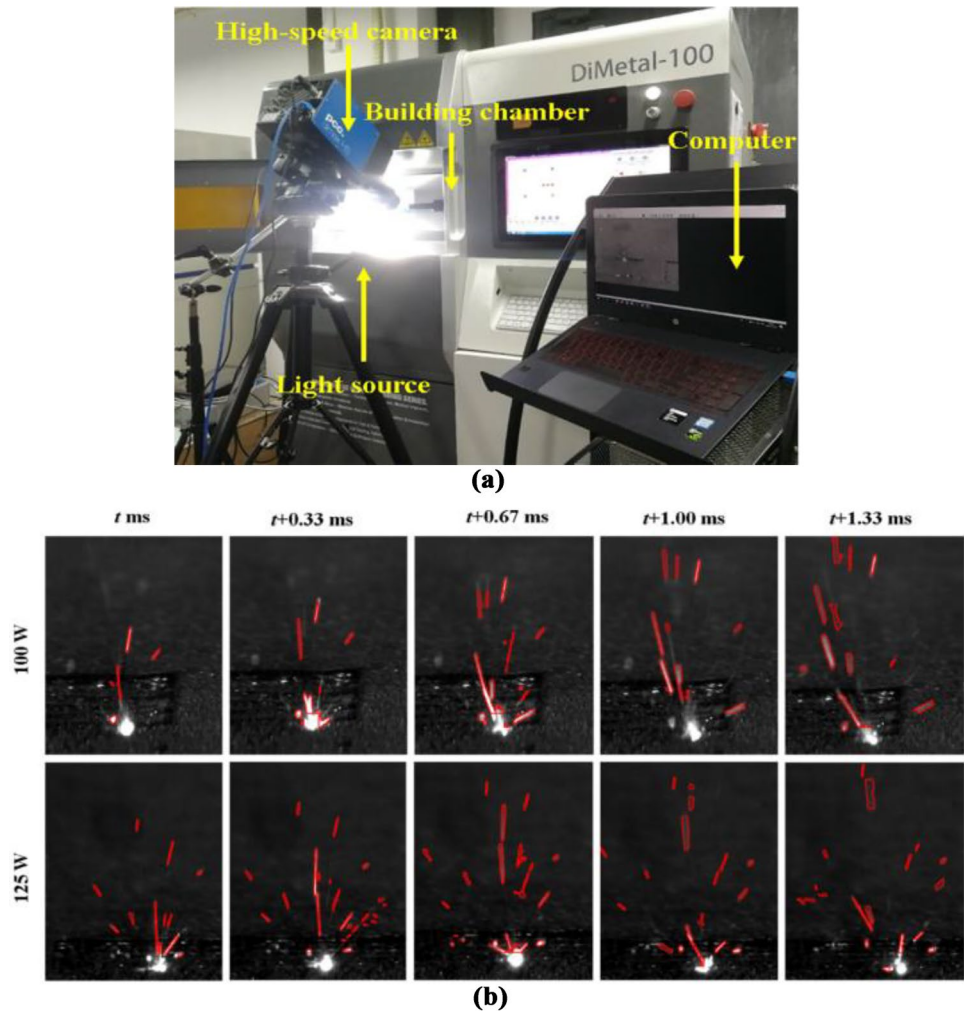 High-speed camera
DiMetal-100
pco.
Building chamber
Computer
Light source
(a)
t ms
t+0.33 ms
t+0.67 ms
t+1.00 ms
t+1.33 ms
100 W
125 W
(b)